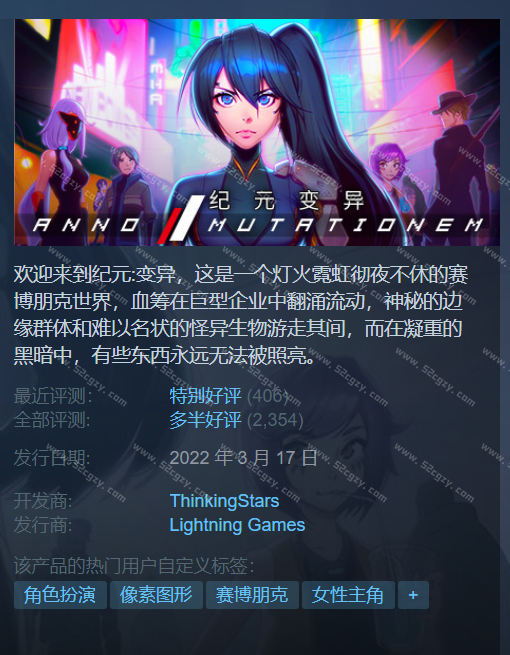 纪元变异
ANNO MUTATIONEM
欢迎来到纪元:变异，这是一个灯火霓虹彻夜不休的赛
博朋克世界，血筹在巨型企业中翻涌流动，神秘的边
缘群体和难以名状的怪异生物游走其间，而在凝重的
黑暗中，有些东西永远无法被照亮。
最近评测： 特别好评 (406)
全部评测： 多半好评 (2,354)
发行日期： 2022 年 3 月 17 日
开发商： ThinkingStars
发行商： Lightning Games
该产品的热门用户自定义标签：
角色扮演 像素图形 赛博朋克 女性主角 +
www.52cgzy.com